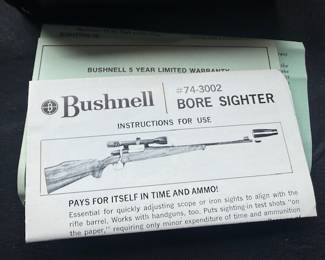 BUSHNELL 5 YEAR LIMITED WARRANTY
Bushnell
#74-3002
BORE SIGHTER
INSTRUCTIONS FOR USE
PAYS FOR ITSELF IN TIME AND AMMO!
Essential for quickly adjusting scope or iron sights to align with the
rifle barrel. Works with handguns, too. Puts sighting-in test shots "on
the paper," requiring only minor expenditure of time and ammunition